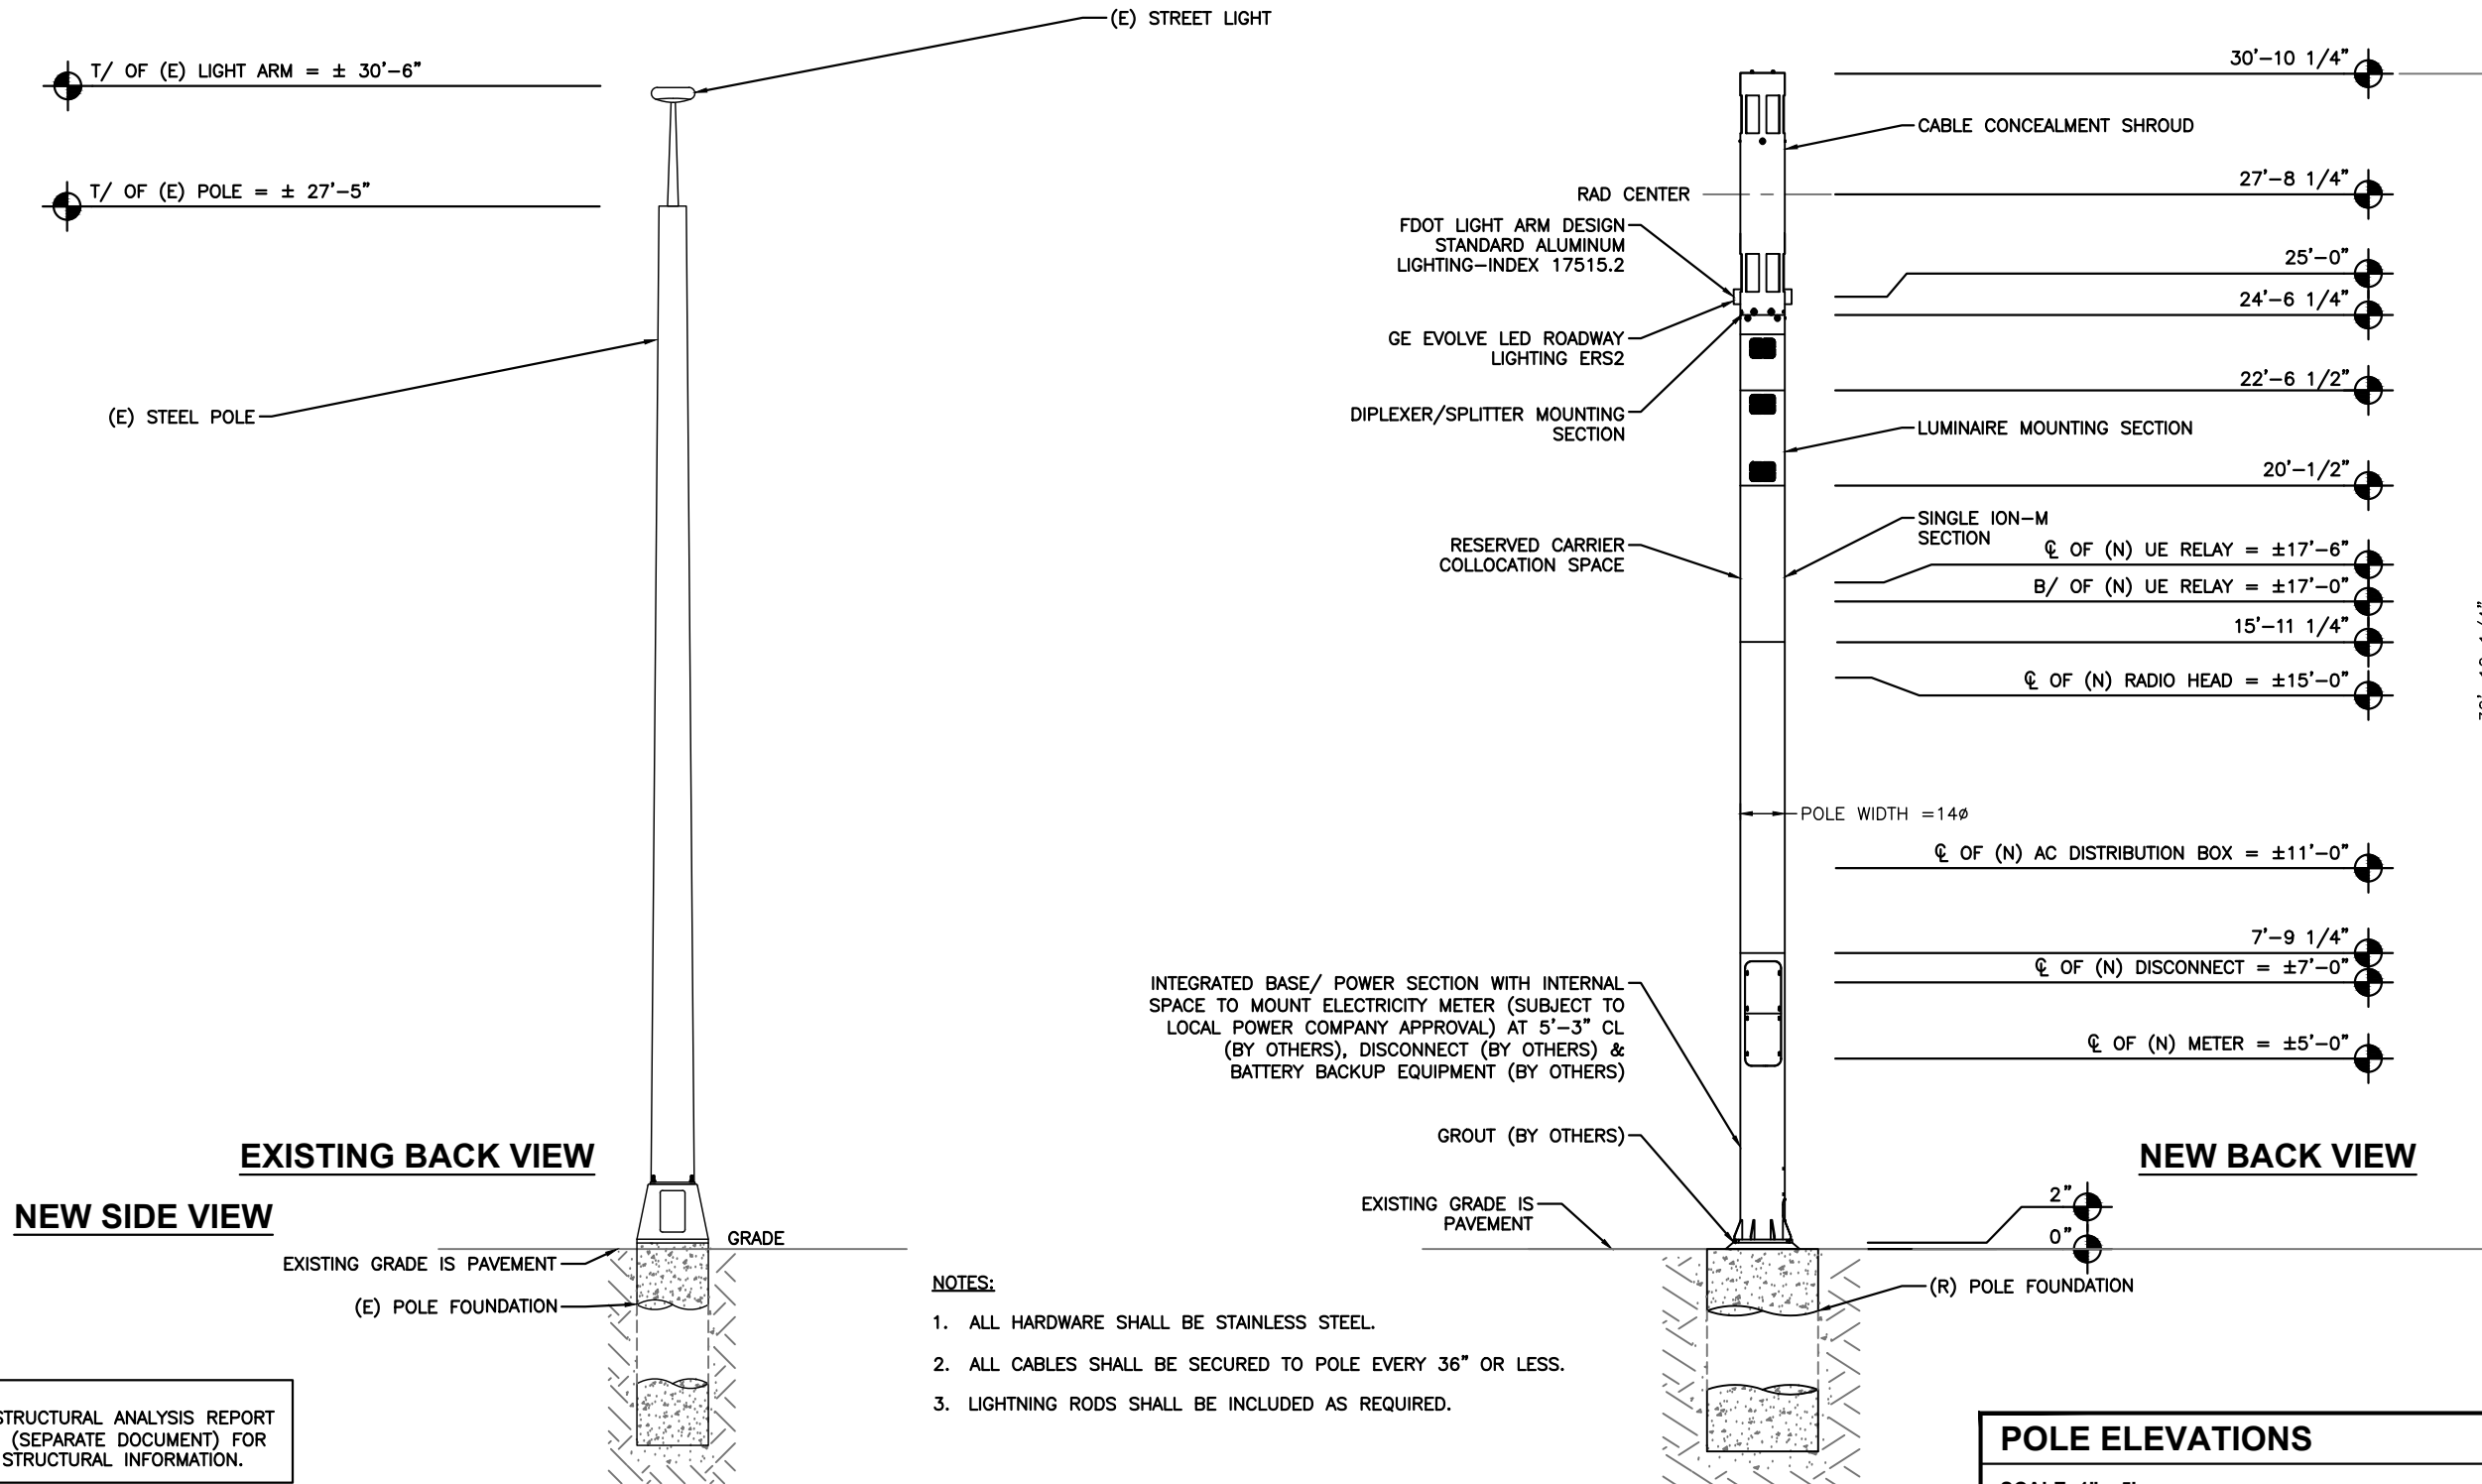 (E) STREET LIGHT
T/ OF (E) LIGHT ARM = ± 30'-6"
T/ OF (E) POLE = ± 27'-5"
(E) STEEL POLE
EXISTING BACK VIEW
NEW SIDE VIEW
GRADE
EXISTING GRADE IS PAVEMENT
(E) POLE FOUNDATION
STRUCTURAL ANALYSIS REPORT
(SEPARATE DOCUMENT) FOR
STRUCTURAL INFORMATION.
NOTES:
1. ALL HARDWARE SHALL BE STAINLESS STEEL.
2. ALL CABLES SHALL BE SECURED TO POLE EVERY 36" OR LESS.
3. LIGHTNING RODS SHALL BE INCLUDED AS REQUIRED.
RAD CENTER
FDOT LIGHT ARM DESIGN
STANDARD ALUMINUM
LIGHTING-INDEX 17515.2
GE EVOLVE LED ROADWAY
LIGHTING ERS2
DIPLEXER/SPLITTER MOUNTING
SECTION
RESERVED CARRIER
COLLOCATION SPACE
INTEGRATED BASE/ POWER SECTION WITH INTERNAL
SPACE TO MOUNT ELECTRICITY METER (SUBJECT TO
LOCAL POWER COMPANY APPROVAL) AT 5'-3" CL
(BY OTHERS), DISCONNECT (BY OTHERS) &
BATTERY BACKUP EQUIPMENT (BY OTHERS)
GROUT (BY OTHERS)
EXISTING GRADE IS
PAVEMENT
30'-10 1/4"
CABLE CONCEALMENT SHROUD
27'-8 1/4"
25'-0"
24'-6 1/4"
22'-6 1/2"
LUMINAIRE MOUNTING SECTION
20'-1/2"
SINGLE ION-M
SECTION
℄ OF (N) UE RELAY = ±17'-6"
B/ OF (N) UE RELAY = ±17'-0"
15'-11 1/4"
℄ OF (N) RADIO HEAD = ±15'-0"
POLE WIDTH =14ø
℄ OF (N) AC DISTRIBUTION BOX = ±11'-0"
7'-9 1/4"
℄ OF (N) DISCONNECT = ±7'-0"
℄ OF (N) METER = ±5'-0"
NEW BACK VIEW
2"
0"
(R) POLE FOUNDATION
POLE ELEVATIONS